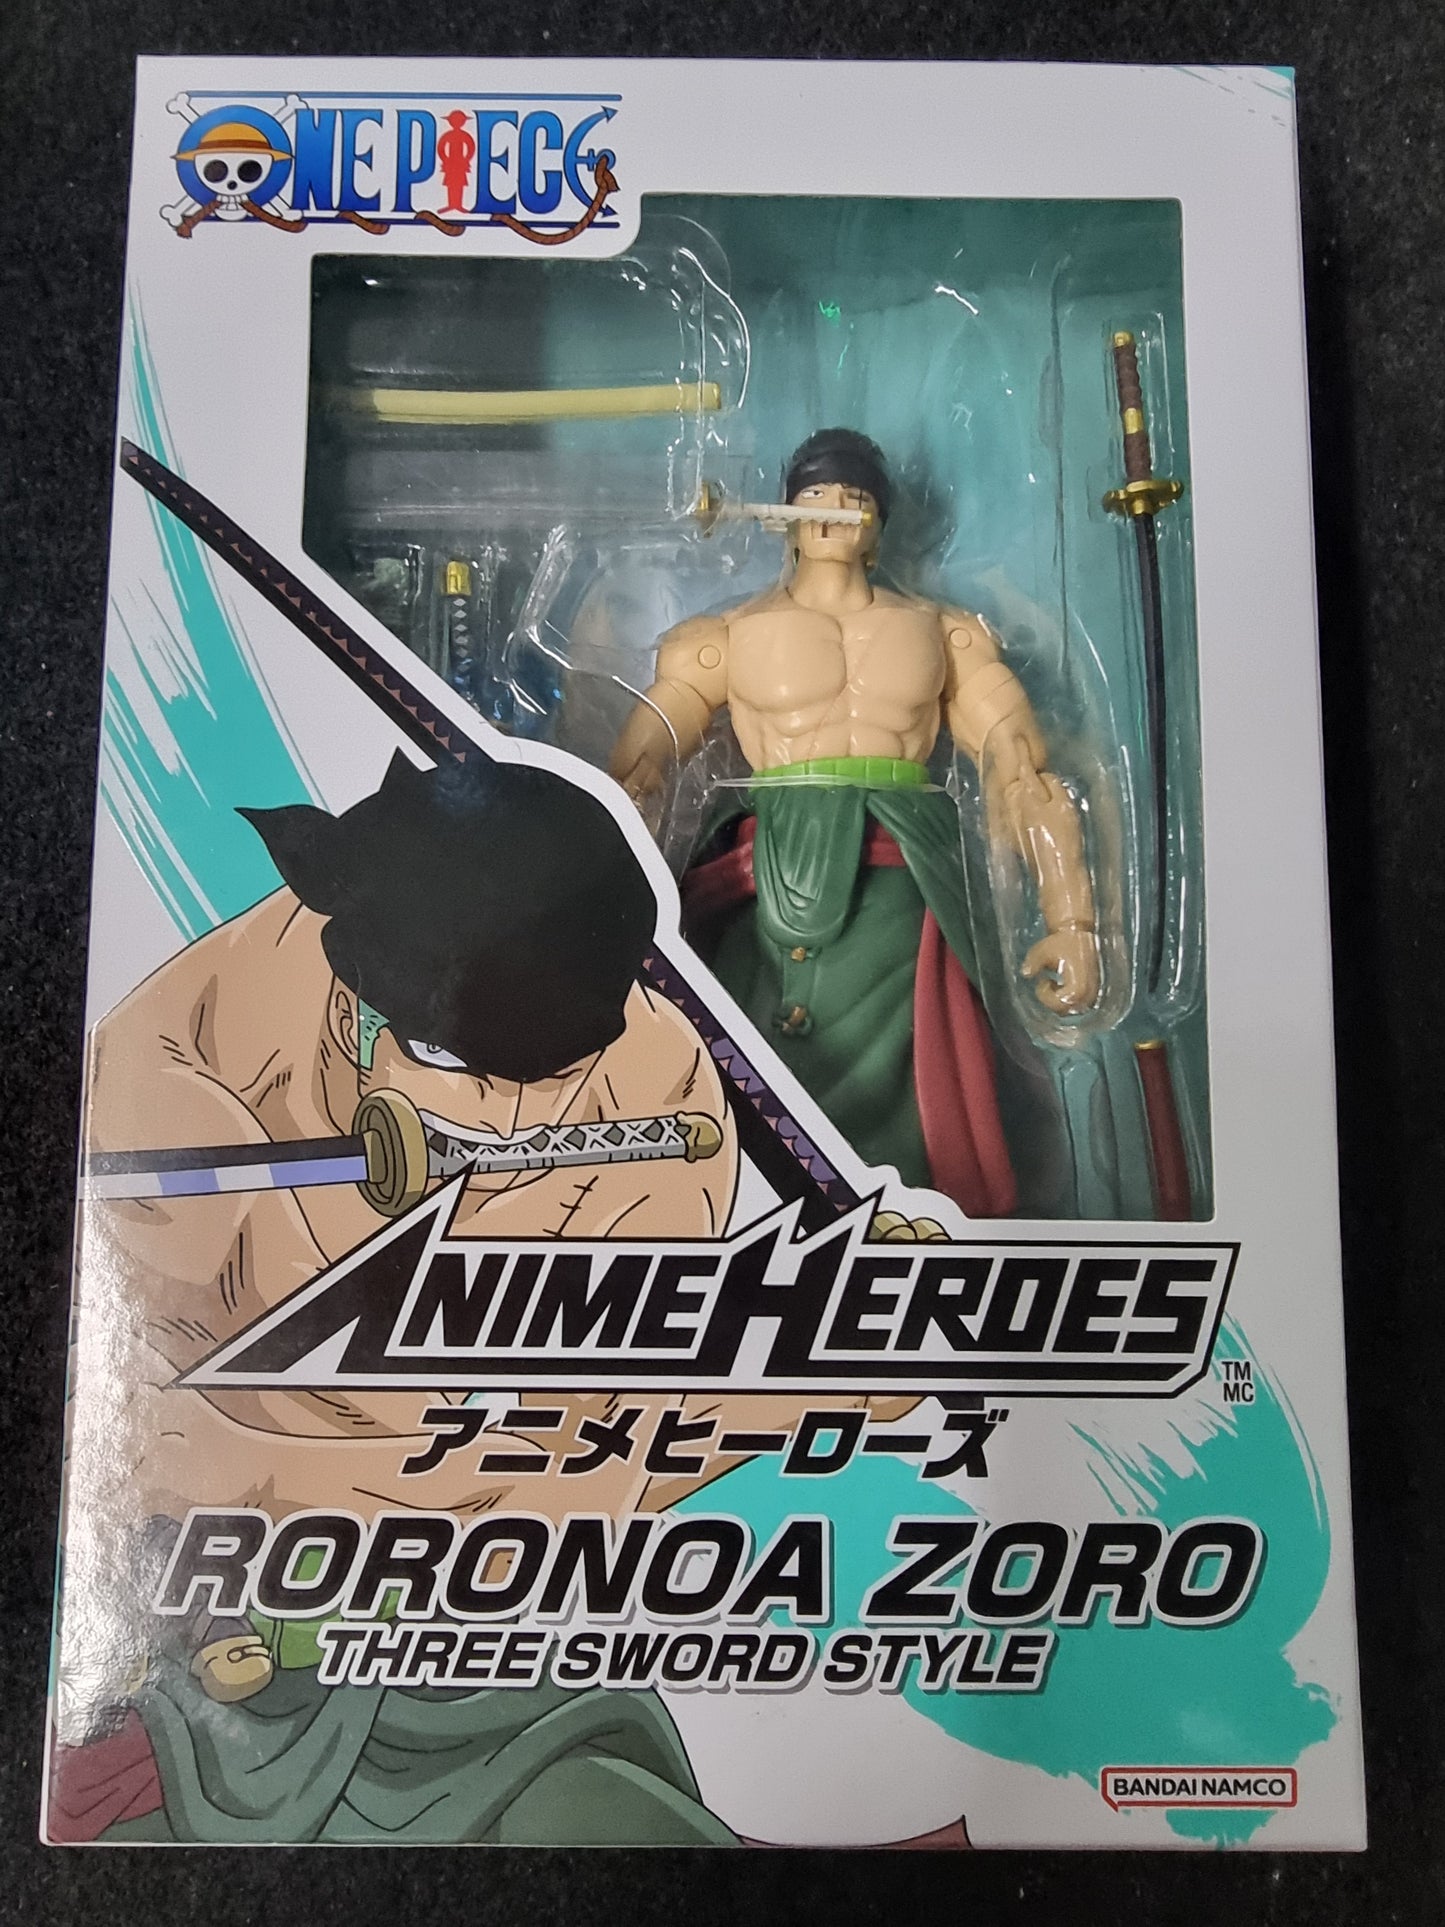 ONE PIECE
ANIME HEROES
TM
MC
アニメヒーローズ
RORONOA ZORO
THREE SWORD STYLE
BANDAI NAMCO